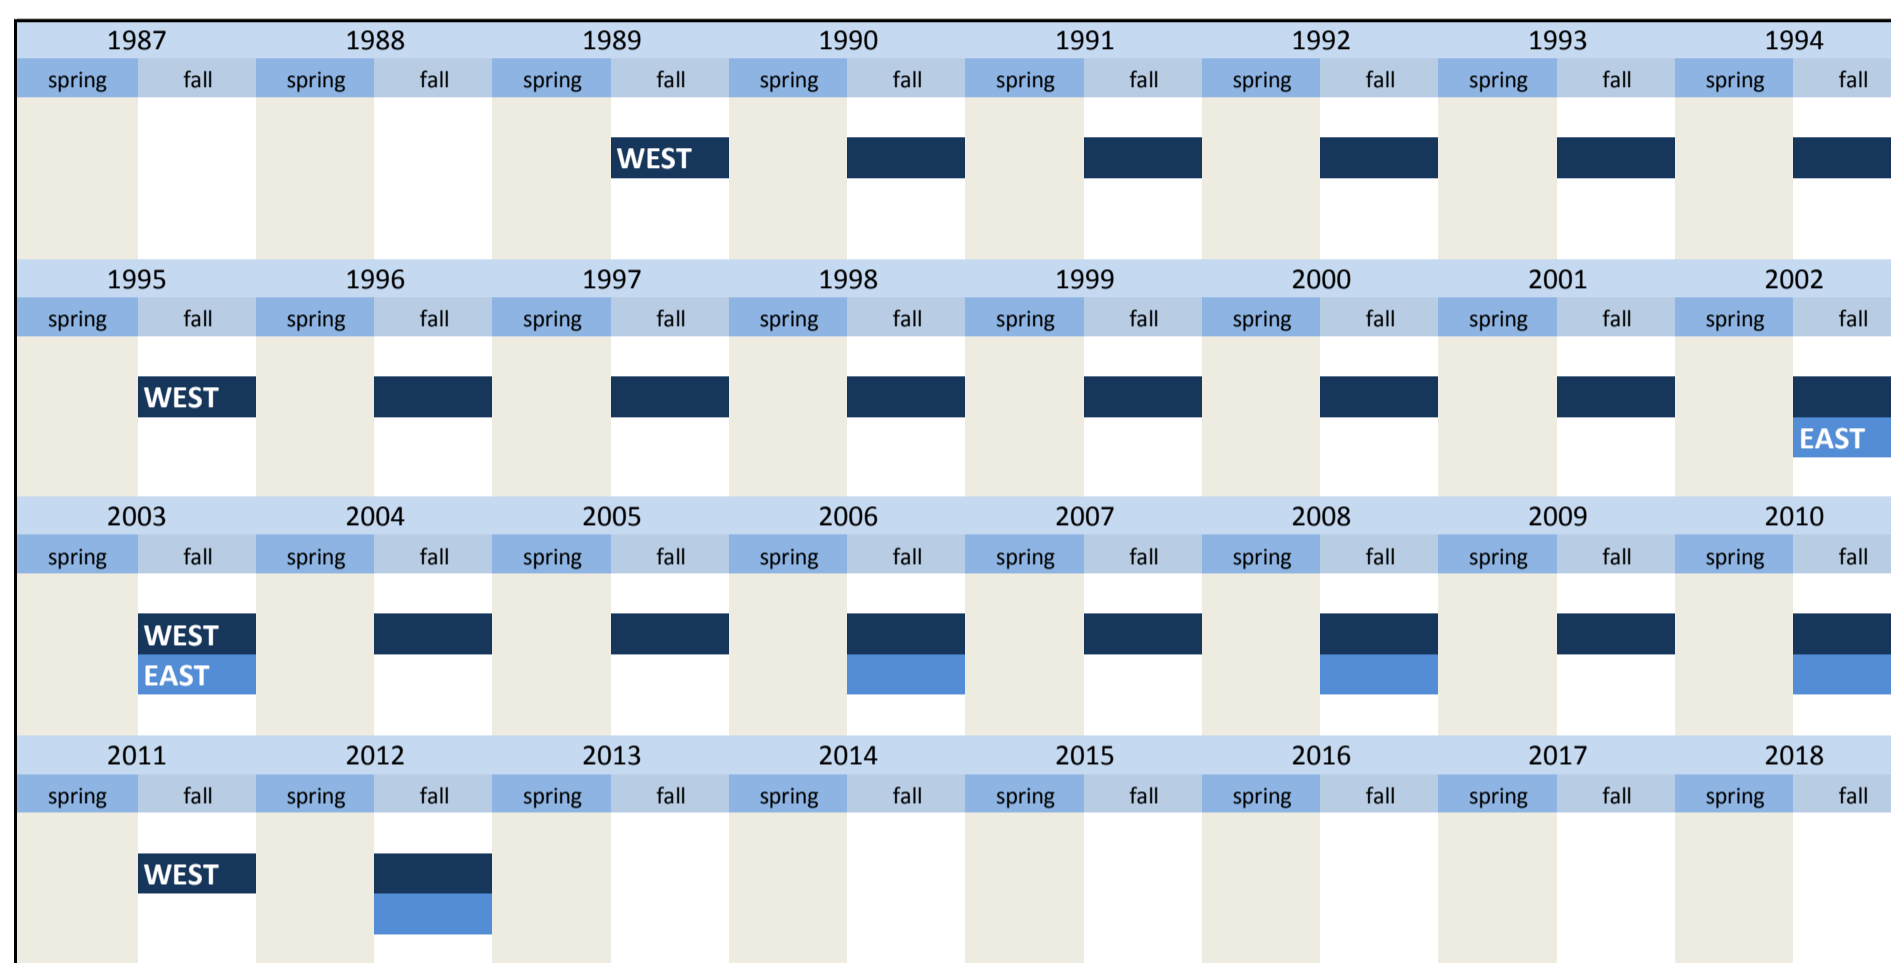 1987 1988 1989 1990 1991 1992 1993 1994
spring fall spring fall spring fall spring fall spring fall spring fall spring fall spring fall
WEST
1995 1996 1997 1998 1999 2000 2001 2002
spring fall spring fall spring fall spring fall spring fall spring fall spring fall spring fall
WEST
EAST
2003 2004 2005 2006 2007 2008 2009 2010
spring fall spring fall spring fall spring fall spring fall spring fall spring fall spring fall
WEST
EAST
2011 2012 2013 2014 2015 2016 2017 2018
spring fall spring fall spring fall spring fall spring fall spring fall spring fall spring fall
WEST